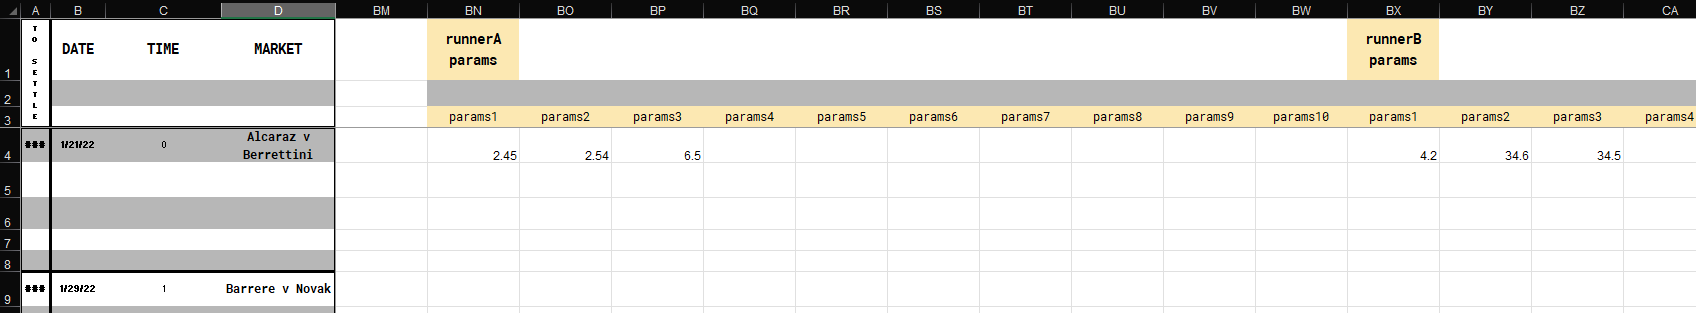 A B C D BM BN BO BP BQ BR BS BT BU BV BW BX BY BZ CA
TO SETTLE
DATE TIME MARKET
runnerA
params
runnerB
params
1
2
3 params1 params2 params3 params4 params5 params6 params7 params8 params9 params10 params1 params2 params3 params4
4 ### 1/21/22 0 Alcaraz v
Berrettini
2.45 2.54 6.5 4.2 34.6 34.5
5
6
7
8
9 ### 1/29/22 1 Barrere v Novak